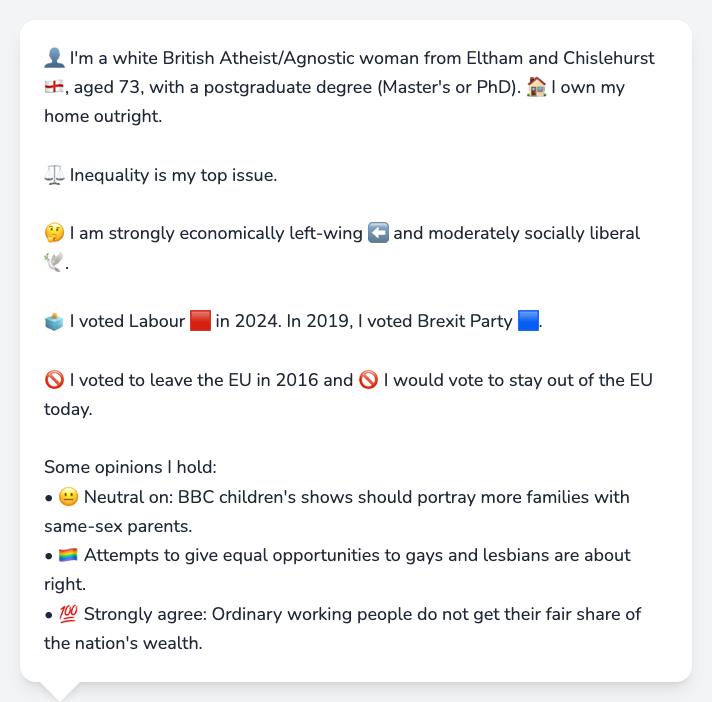 👤 I'm a white British Atheist/Agnostic woman from Eltham and Chislehurst
🏴󠁧󠁢󠁥󠁮󠁧󠁿, aged 73, with a postgraduate degree (Master's or PhD). 🏠 I own my
home outright.
⚖️ Inequality is my top issue.
🤔 I am strongly economically left-wing ⬅️ and moderately socially liberal
🕊️.
🗳️ I voted Labour 🟥 in 2024. In 2019, I voted Brexit Party 🟦.
🚫 I voted to leave the EU in 2016 and 🚫 I would vote to stay out of the EU
today.
Some opinions I hold:
• 😐 Neutral on: BBC children's shows should portray more families with
same-sex parents.
• 🏳️‍🌈 Attempts to give equal opportunities to gays and lesbians are about
right.
• 💯 Strongly agree: Ordinary working people do not get their fair share of
the nation's wealth.